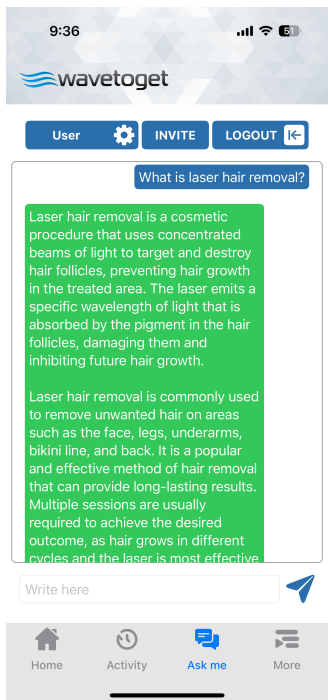 9:36
51
wavetoget
User
INVITE
LOGOUT
What is laser hair removal?
Laser hair removal is a cosmetic
procedure that uses concentrated
beams of light to target and destroy
hair follicles, preventing hair growth
in the treated area. The laser emits a
specific wavelength of light that is
absorbed by the pigment in the hair
follicles, damaging them and
inhibiting future hair growth.
Laser hair removal is commonly used
to remove unwanted hair on areas
such as the face, legs, underarms,
bikini line, and back. It is a popular
and effective method of hair removal
that can provide long-lasting results.
Multiple sessions are usually
required to achieve the desired
outcome, as hair grows in different
cycles and the laser is most effective
Write here
Home
Activity
Ask me
More